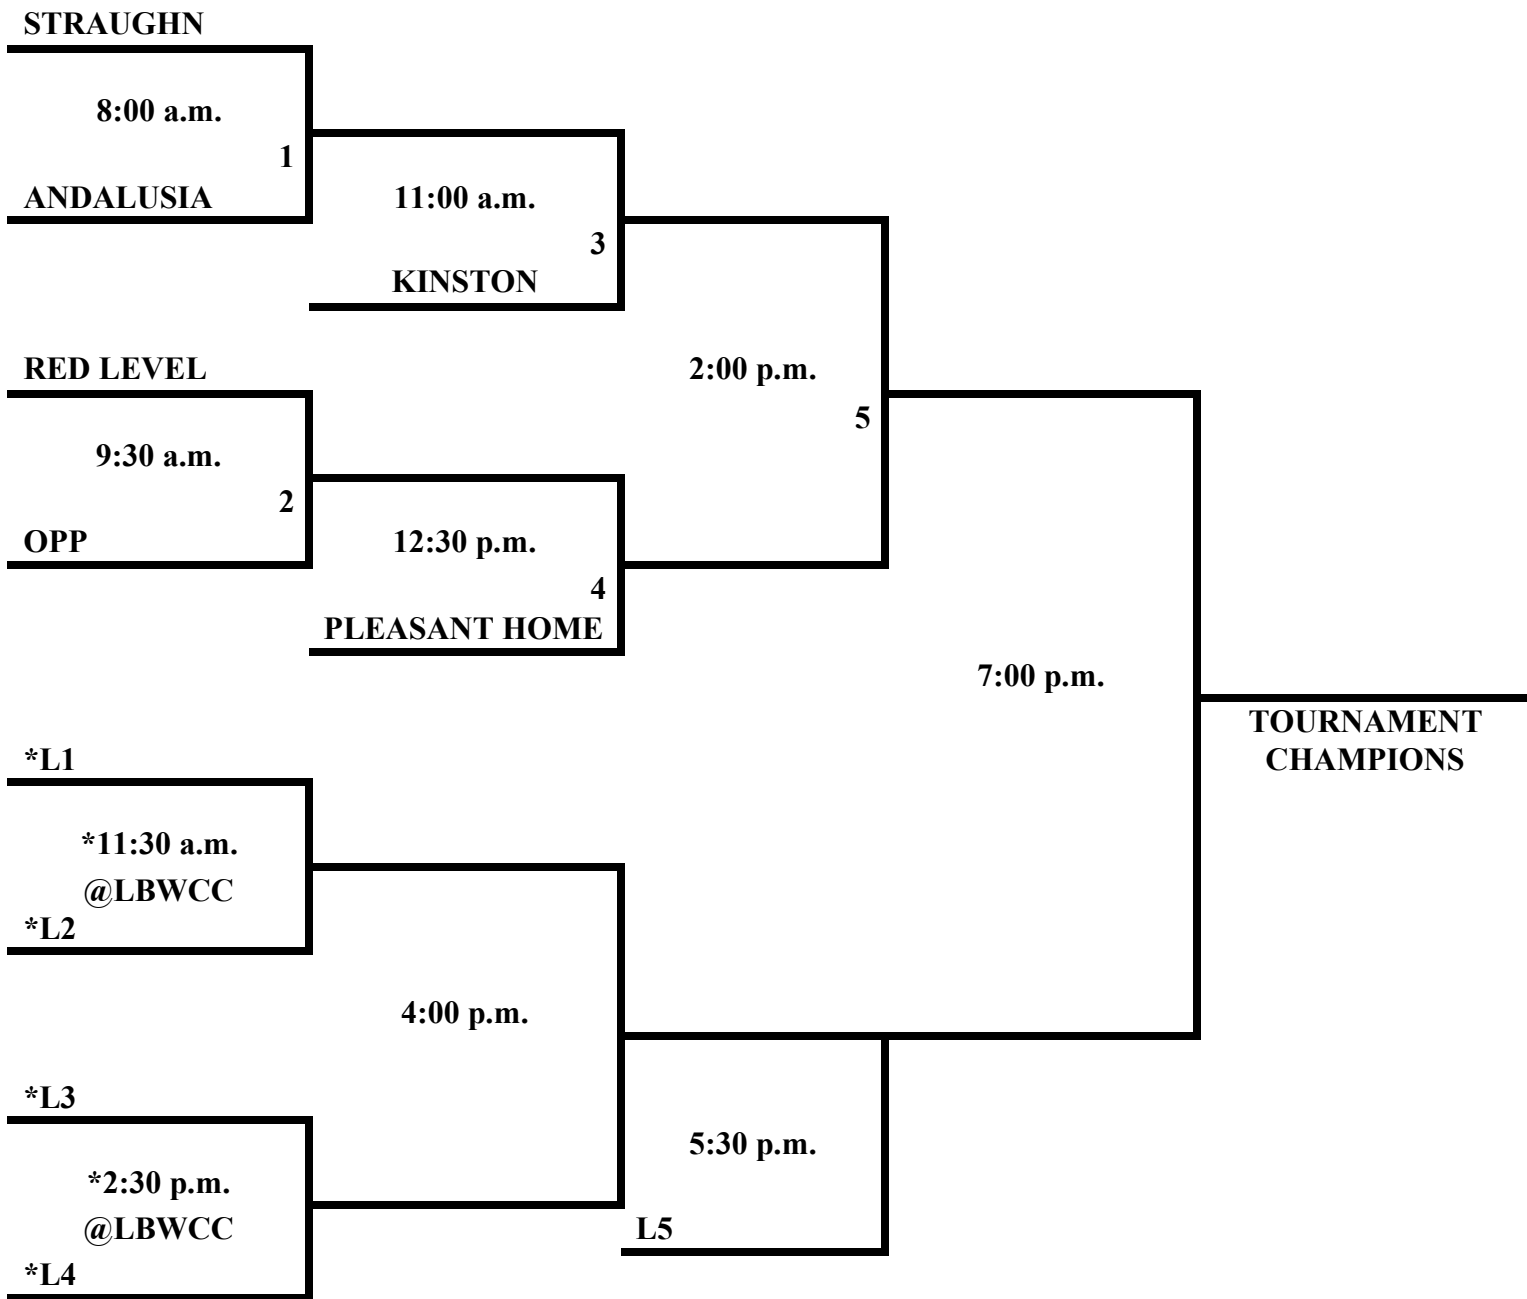 STRAUGHN
8:00 a.m.
1
ANDALUSIA
11:00 a.m.
3
KINSTON
RED LEVEL
2:00 p.m.
5
9:30 a.m.
2
OPP
12:30 p.m.
4
PLEASANT HOME
7:00 p.m.
TOURNAMENT
CHAMPIONS
*L1
*11:30 a.m.
@LBWCC
*L2
4:00 p.m.
*L3
5:30 p.m.
*2:30 p.m.
@LBWCC
L5
*L4